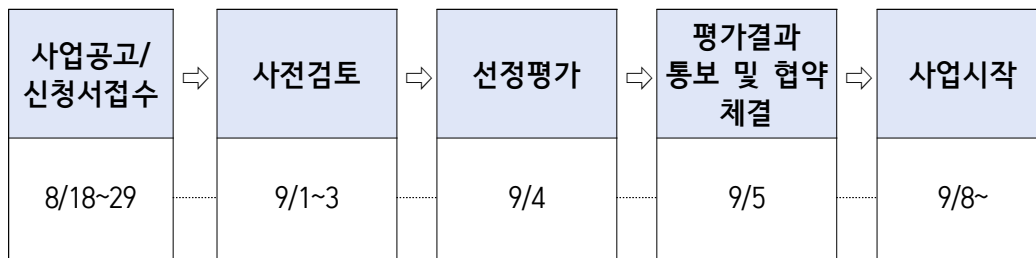 사업공고/
신청서접수
⇨
사전검토
⇨
선정평가
⇨
평가결과
통보 및 협약
체결
⇨
사업시작
8/18~29
9/1~3
9/4
9/5
9/8~